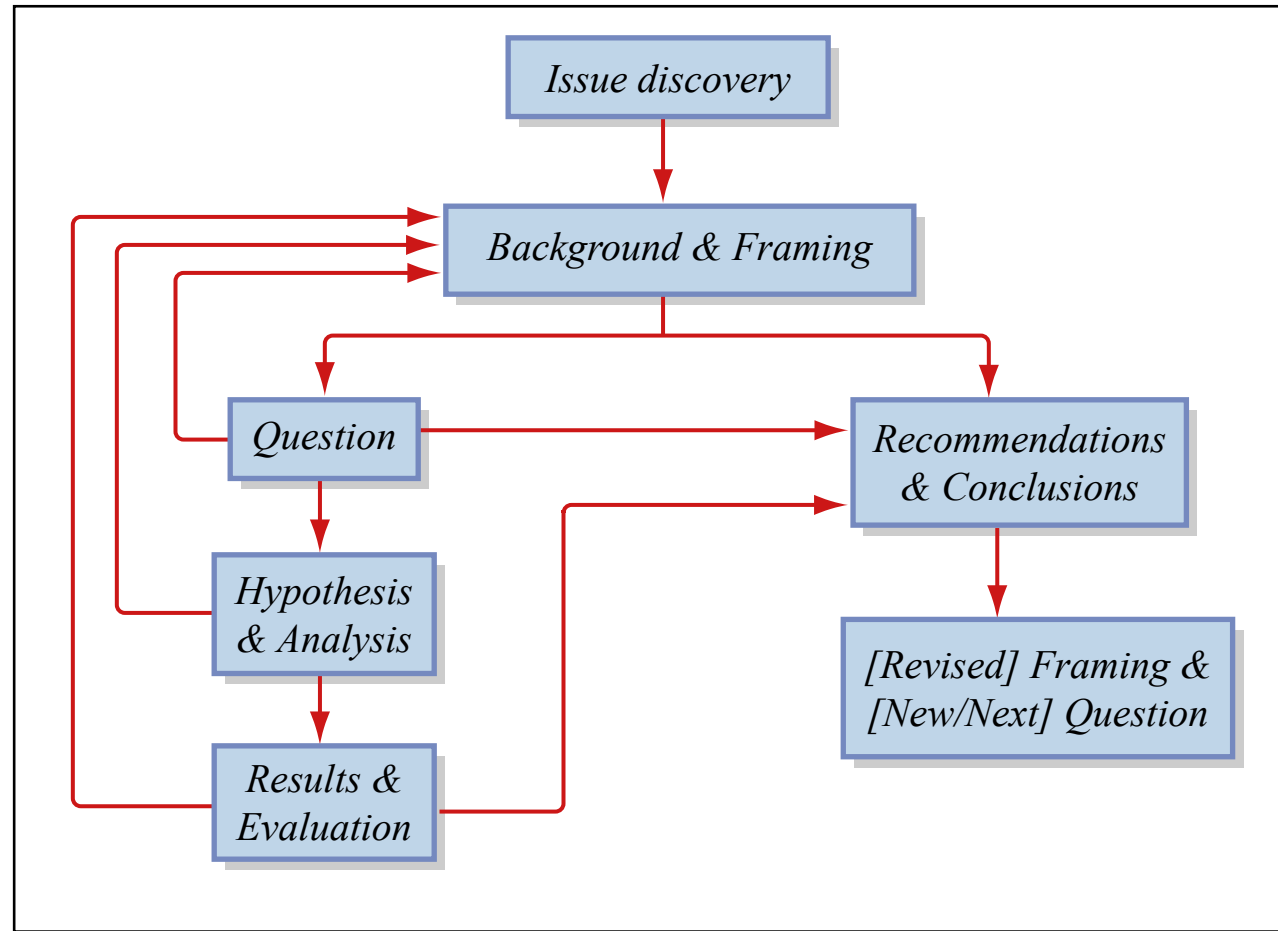 Issue discovery
Background & Framing
Question
Recommendations
& Conclusions
Hypothesis
& Analysis
[Revised] Framing &
[New/Next] Question
Results &
Evaluation